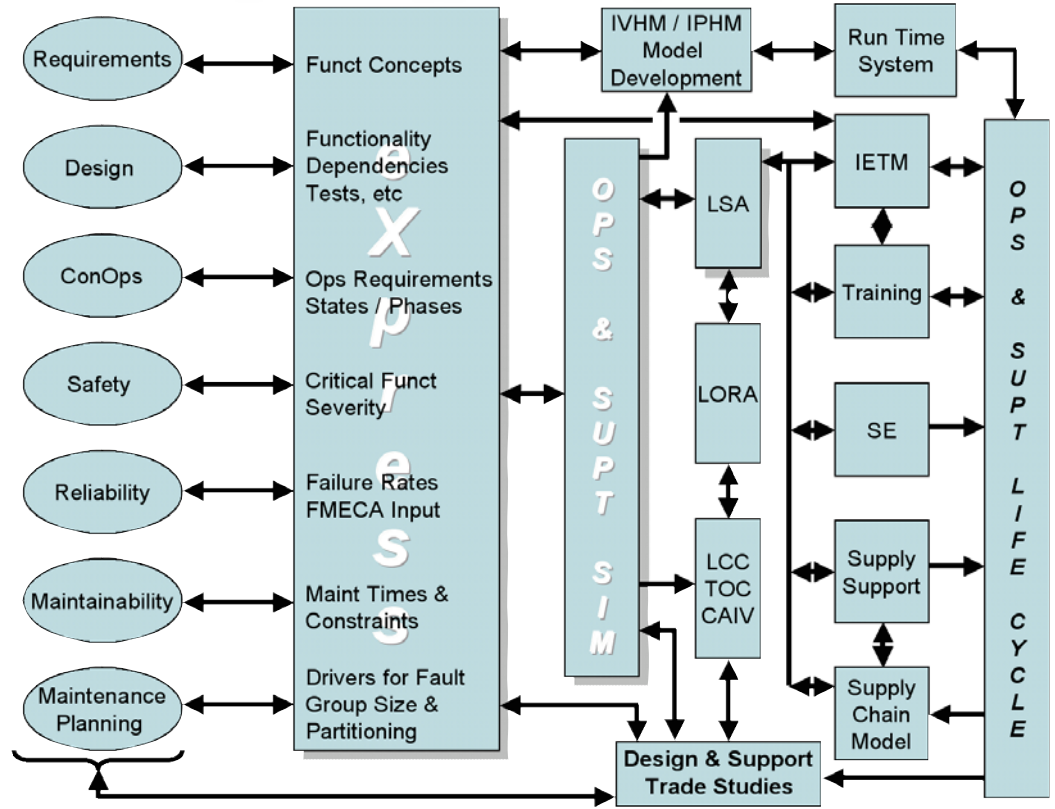 Requirements
Design
ConOps
Safety
Reliability
Maintainability
Maintenance
Planning
Funct Concepts
Functionality
Dependencies
Tests, etc
Ops Requirements
States / Phases
Critical Funct
Severity
Failure Rates
FMECA Input
Maint Times &
Constraints
Drivers for Fault
Group Size &
Partitioning
eXpress
OPS & SUPT SIM
IVHM / IPHM
Model
Development
Run Time
System
LSA
LORA
LCC
TOC
CAIV
IETM
Training
SE
Supply
Support
Supply
Chain
Model
OPS & SUPT LIFE CYCLE
Design & Support
Trade Studies